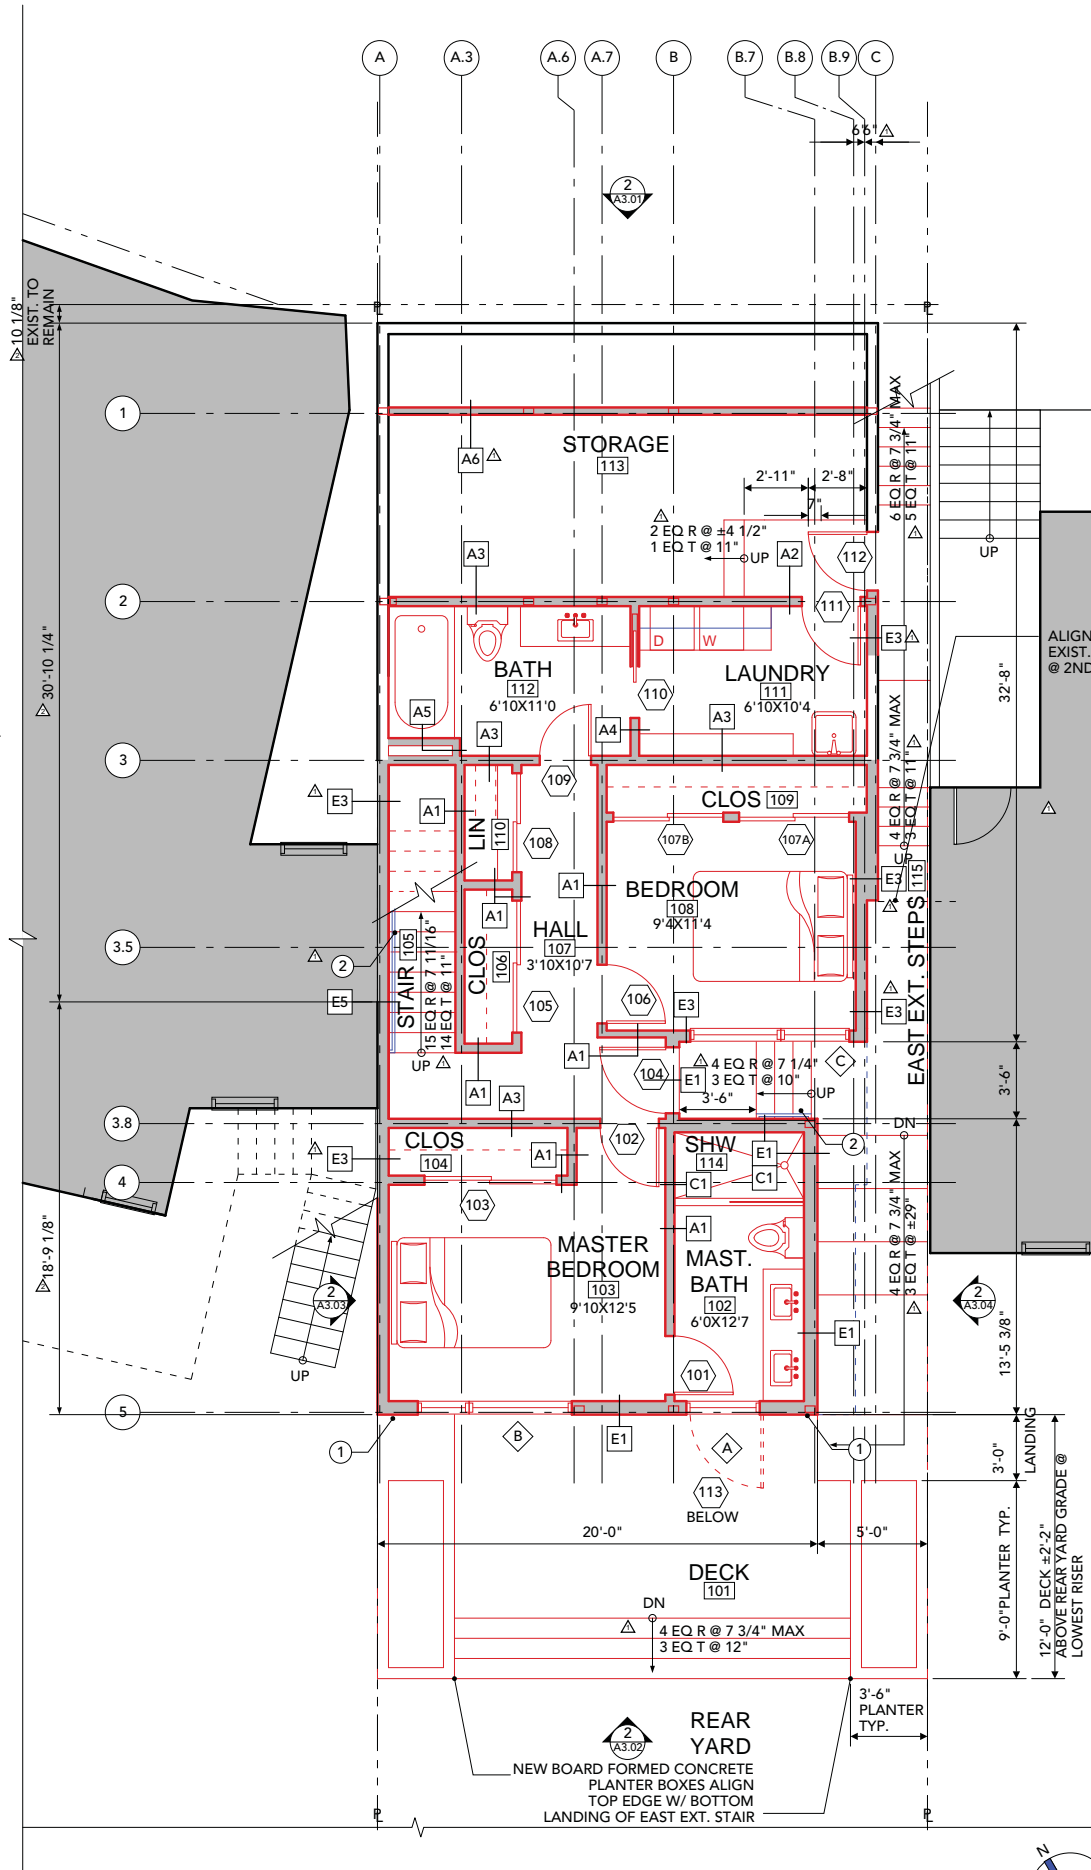 A
A.3
A.6
A.7
B
B.7
B.8
B.9
C
6"
6"
2
A3.01
10 1/8"
EXIST. TO
REMAIN
PL
PL
1
STORAGE
113
A6
2'-11"
2'-8"
7"
2 EQ R @ ±4 1/2"
1 EQ T @ 11"
UP
A3
A2
112
6 EQ R @ 7 3/4" MAX
5 EQ T @ 11"
UP
2
111
D
W
E3
ALIGN
EXIST.
@ 2ND
BATH
112
6'10X11'0
110
LAUNDRY
111
6'10X10'4
32'-8"
30'-10 1/4"
A5
A3
A4
A3
3
109
4 EQ R @ 7 3/4" MAX
3 EQ T @ 11"
UP
E3
A1
LIN
110
108
CLOS 109
107B
107A
A1
A1
BEDROOM
108
9'4X11'4
E3
115
EAST EXT. STEPS
HALL
107
3'10X10'7
3.5
2
STAIR 105
15 EQ R @ 7 11/16"
14 EQ T @ 11"
UP
CLOS
106
105
106
E5
E3
E3
A1
A1
104
4 EQ R @ 7 1/4"
3 EQ T @ 10"
E1
3'-6"
UP
C
3'-6"
3.8
A3
CLOS
104
E3
A1
102
SHW
114
E1
C1
2
DN
4
C1
103
A1
4 EQ R @ 7 3/4" MAX
3 EQ T @ ±29"
18'-9 1/8"
MASTER
BEDROOM
103
9'10X12'5
MAST.
BATH
102
6'0X12'7
2
A3.03
2
A3.04
E1
13'-5 3/8"
UP
101
5
1
B
E1
A
1
113
BELOW
3'-0"
LANDING
20'-0"
5'-0"
DECK
101
DN
4 EQ R @ 7 3/4" MAX
3 EQ T @ 12"
9'-0" PLANTER TYP.
12'-0" DECK ±2'-2"
ABOVE REAR YARD GRADE @
LOWEST RISER
3'-6"
PLANTER
TYP.
2
A3.02
REAR
YARD
NEW BOARD FORMED CONCRETE
PLANTER BOXES ALIGN
TOP EDGE W/ BOTTOM
LANDING OF EAST EXT. STAIR
PL
PL
N